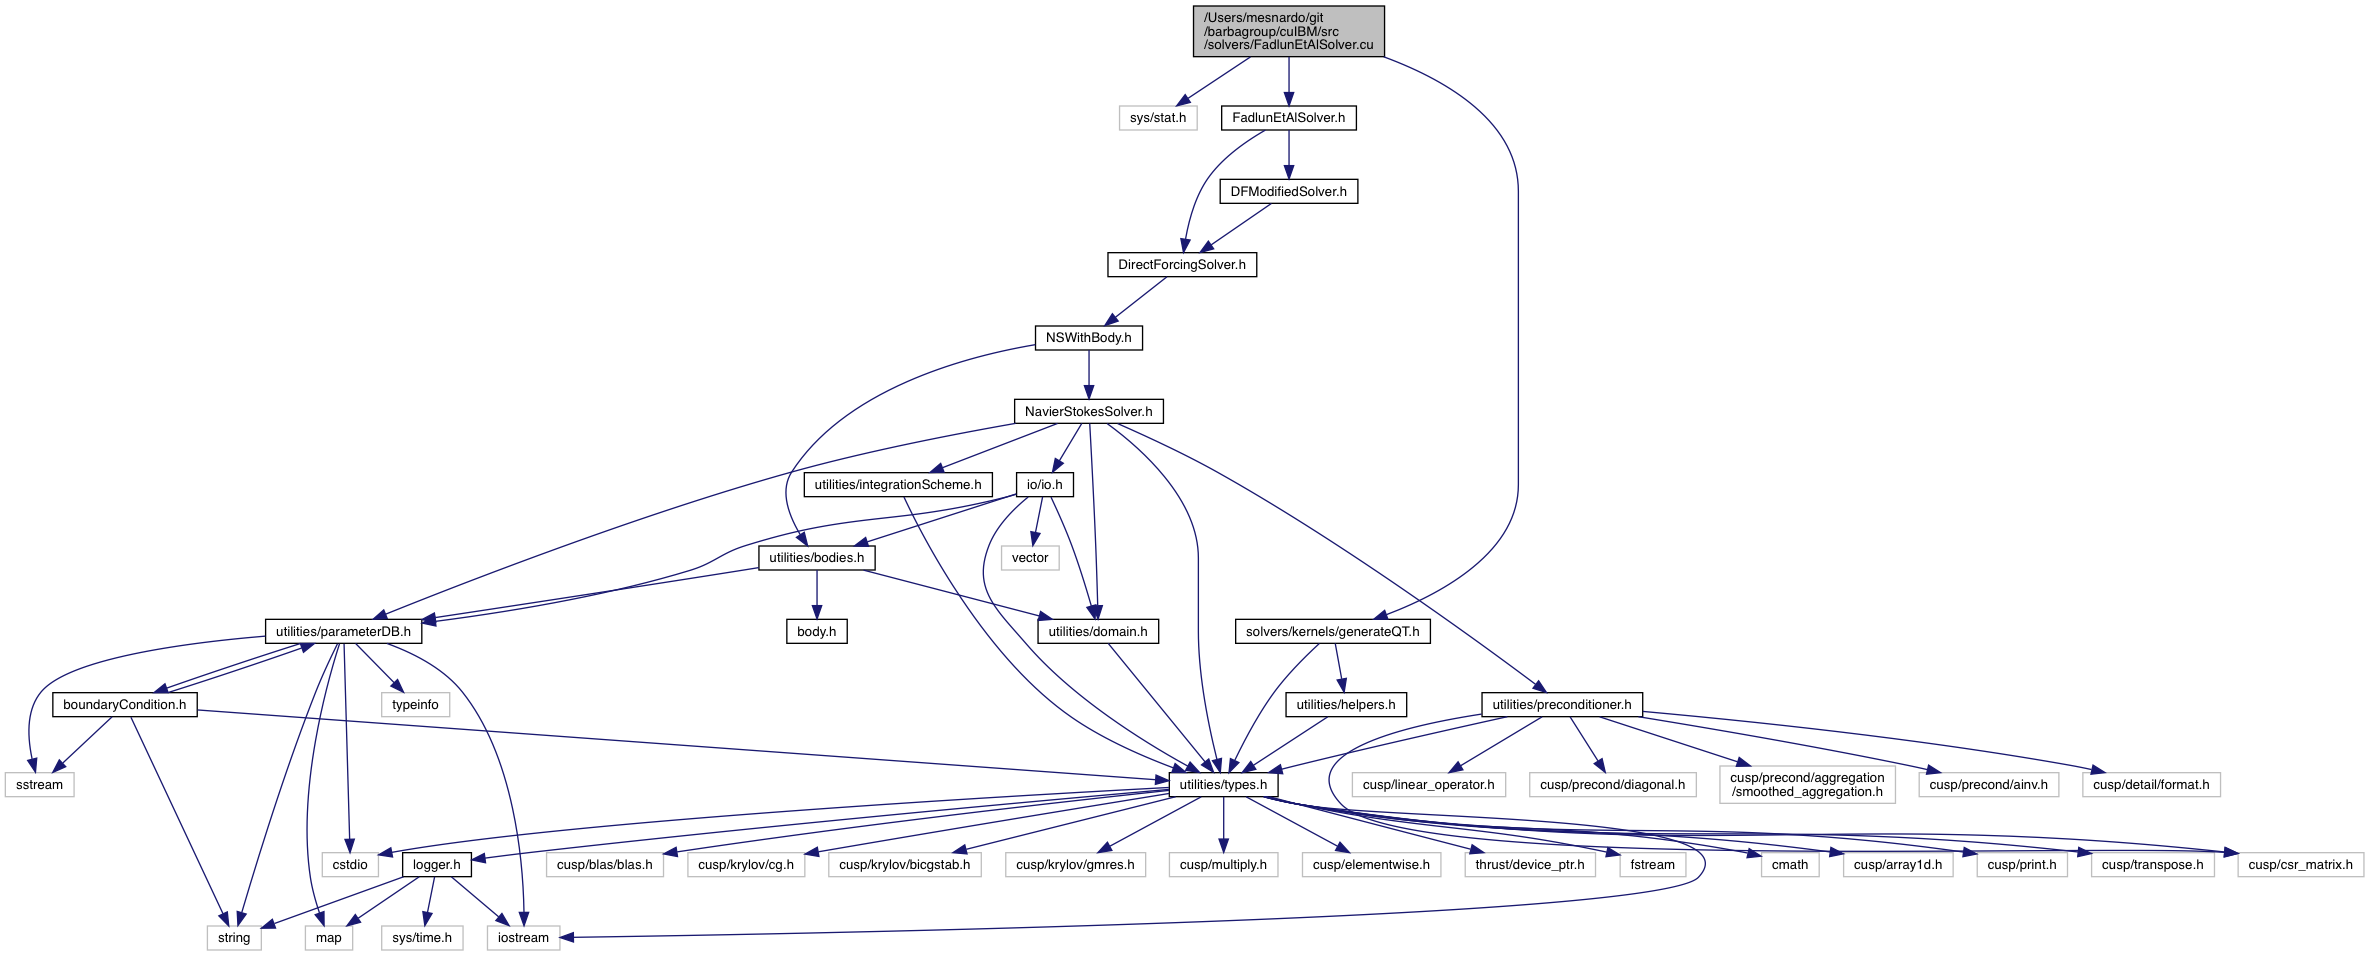 /Users/mesnardo/git
/barbagroup/cuIBM/src
/solvers/FadlunEtAlSolver.cu
sys/stat.h
FadlunEtAlSolver.h
DFModifiedSolver.h
DirectForcingSolver.h
NSWithBody.h
NavierStokesSolver.h
utilities/integrationScheme.h
io/io.h
utilities/bodies.h
vector
utilities/parameterDB.h
body.h
utilities/domain.h
solvers/kernels/generateQT.h
boundaryCondition.h
typeinfo
utilities/helpers.h
utilities/preconditioner.h
sstream
utilities/types.h
cusp/linear_operator.h
cusp/precond/diagonal.h
cusp/precond/aggregation
/smoothed_aggregation.h
cusp/precond/ainv.h
cusp/detail/format.h
cstdio
logger.h
cusp/blas/blas.h
cusp/krylov/cg.h
cusp/krylov/bicgstab.h
cusp/krylov/gmres.h
cusp/multiply.h
cusp/elementwise.h
thrust/device_ptr.h
fstream
cmath
cusp/array1d.h
cusp/print.h
cusp/transpose.h
cusp/csr_matrix.h
string
map
sys/time.h
iostream